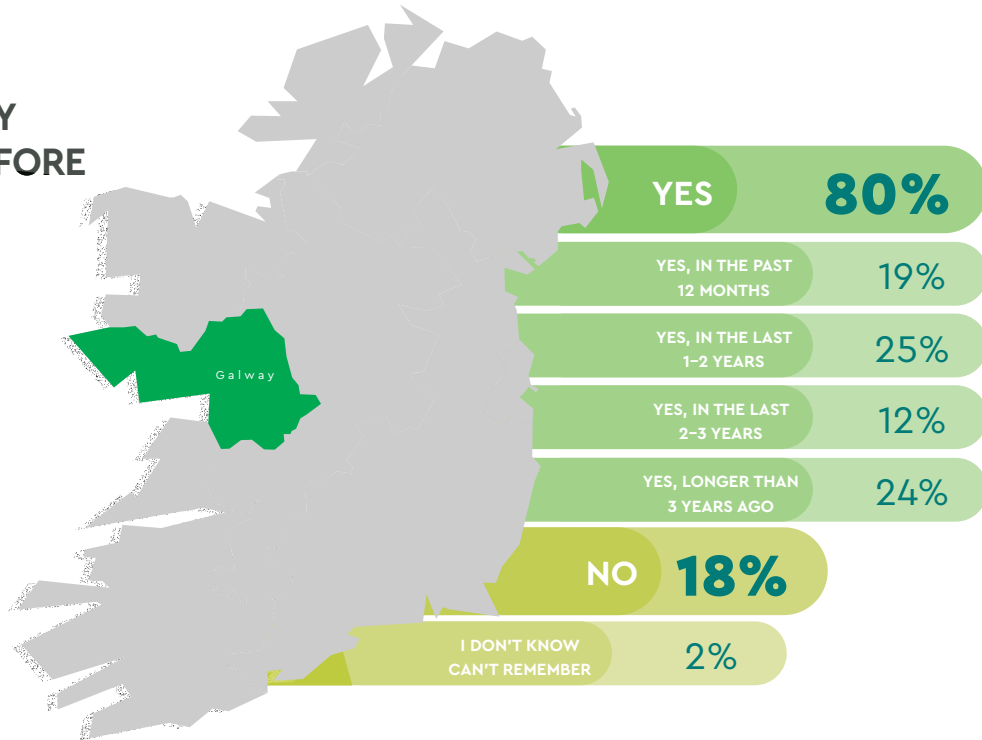 Y
FORE
YES 80%
YES, IN THE PAST
12 MONTHS
19%
YES, IN THE LAST
1–2 YEARS
25%
Galway
YES, IN THE LAST
2–3 YEARS
12%
YES, LONGER THAN
3 YEARS AGO
24%
NO 18%
I DON'T KNOW
CAN'T REMEMBER
2%